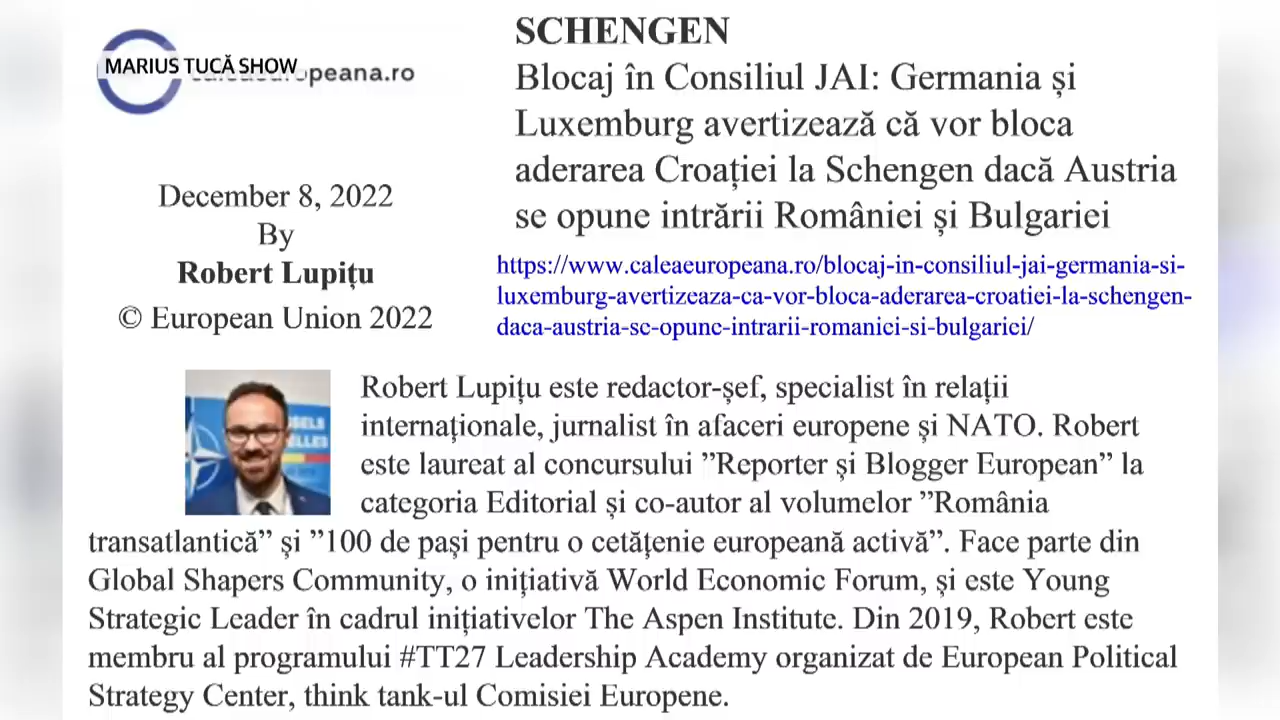 MARIUS TUCĂ SHOW
peana.ro
SCHENGEN
Blocaj în Consiliul JAI: Germania și
Luxemburg avertizează că vor bloca
aderarea Croației la Schengen dacă Austria
se opune intrării României și Bulgariei
December 8, 2022
By
Robert Lupițu
© European Union 2022
https://www.caleaeuropeana.ro/blocaj-in-consiliul-jai-germania-si-
luxemburg-avertizeaza-ca-vor-bloca-aderarea-croatiei-la-schengen-
daca-austria-se-opune-intrarii-romaniei-si-bulgariei/
Robert Lupițu este redactor-șef, specialist în relații
internaționale, jurnalist în afaceri europene și NATO. Robert
este laureat al concursului ”Reporter și Blogger European” la
categoria Editorial și co-autor al volumelor ”România
transatlantică” și ”100 de pași pentru o cetățenie europeană activă”. Face parte din
Global Shapers Community, o inițiativă World Economic Forum, și este Young
Strategic Leader în cadrul inițiativelor The Aspen Institute. Din 2019, Robert este
membru al programului #TT27 Leadership Academy organizat de European Political
Strategy Center, think tank-ul Comisiei Europene.